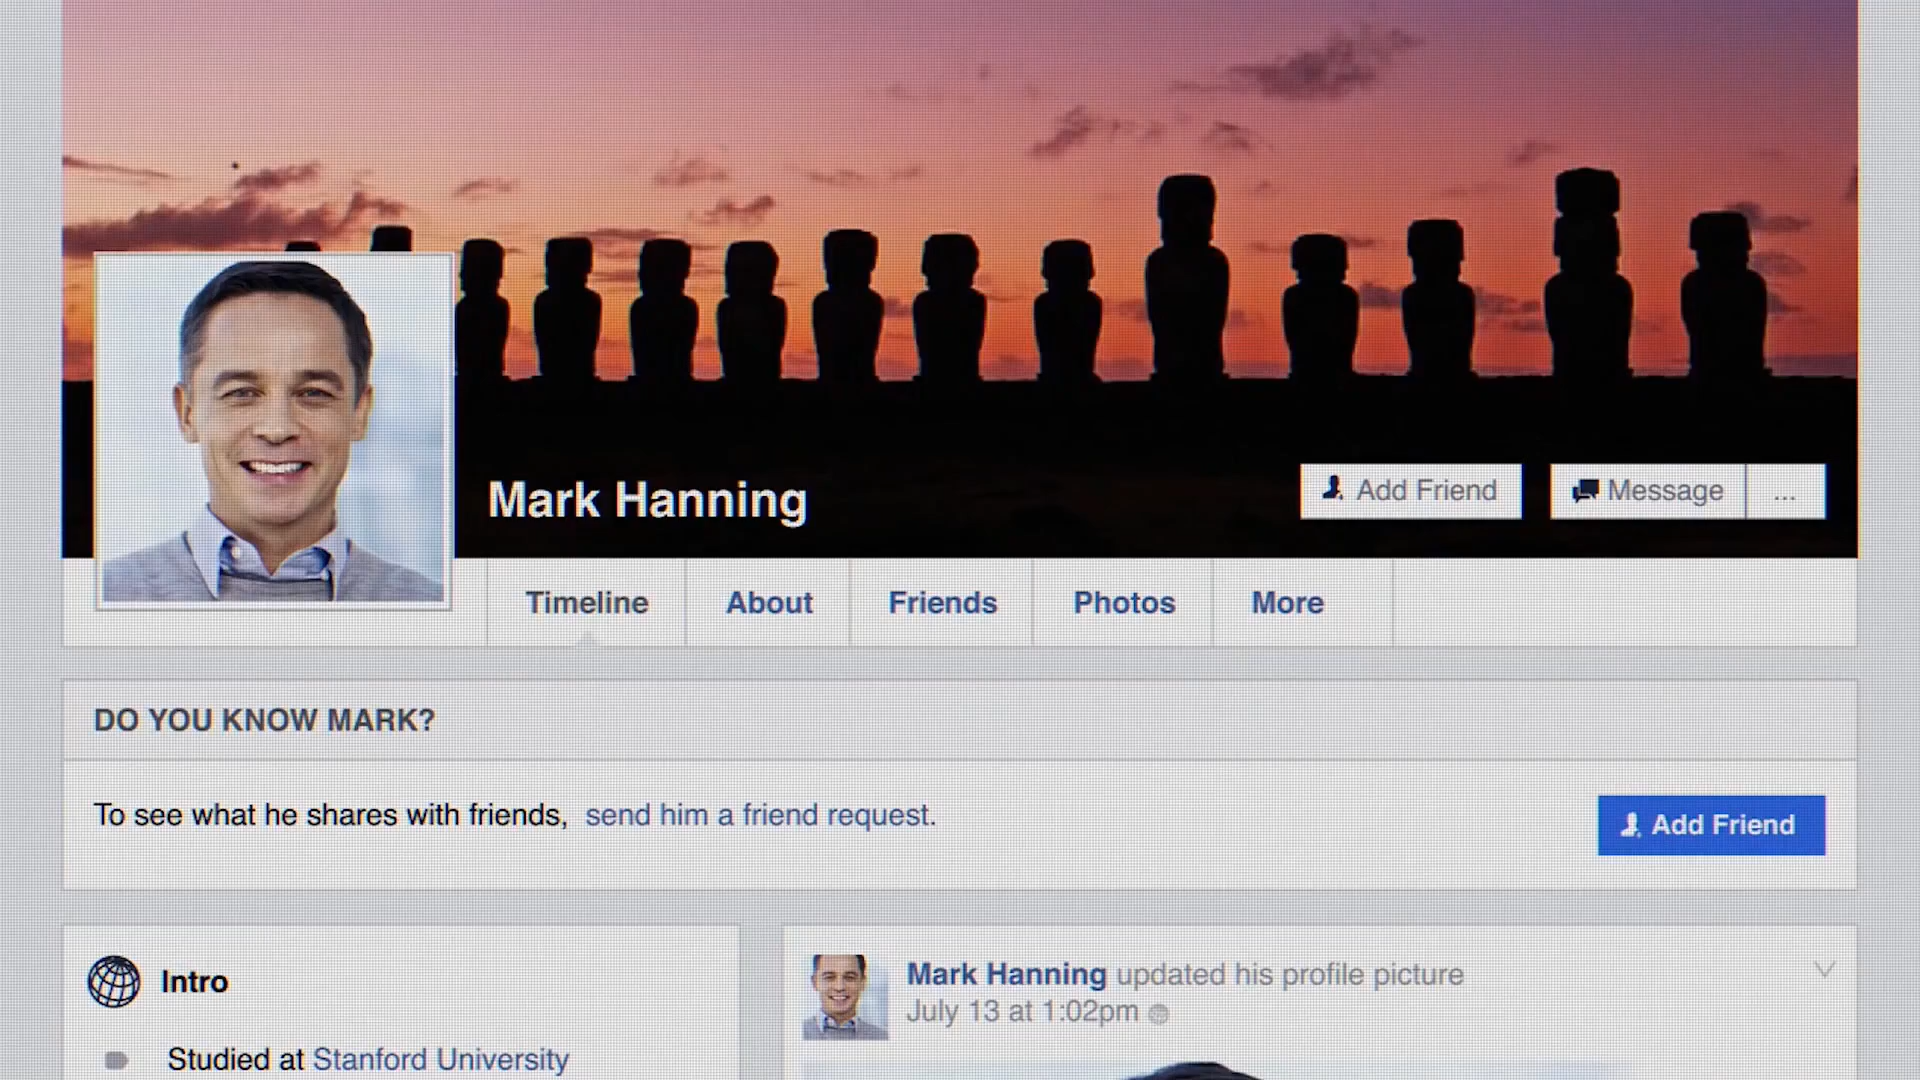 Mark Hanning
Add Friend
Message
...
Timeline
About
Friends
Photos
More
DO YOU KNOW MARK?
To see what he shares with friends, send him a friend request.
Add Friend
Intro
Studied at Stanford University
Mark Hanning updated his profile picture
July 13 at 1:02pm